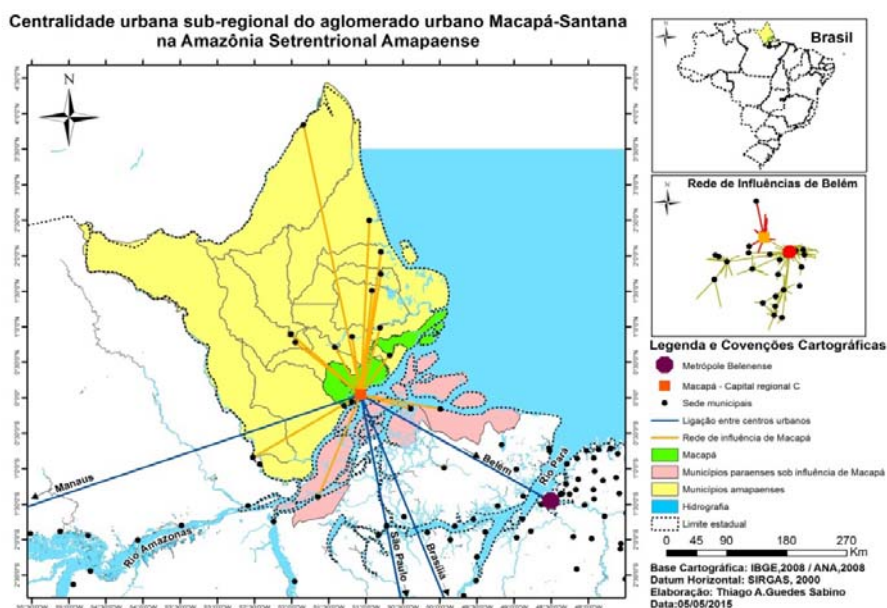 Centralidade urbana sub-regional do aglomerado urbano Macapá-Santana
na Amazônia Setrentrional Amapaense
N
Manaus
Rio Amazonas
São Paulo
Brasília
Belém
Rio Pará
Brasil
Rede de Influências de Belém
Legenda e Covenções Cartográficas
Metrópole Belenense
Macapá - Capital regional C
Sede municipais
Ligação entre centros urbanos
Rede de influência de Macapá
Macapá
Municípios paraenses sob influência de Macapá
Municípios amapaenses
Hidrografia
Limite estadual
0 45 90 180 270
Km
Base Cartográfica: IBGE,2008 / ANA,2008
Datum Horizontal: SIRGAS, 2000
Elaboração: Thiago A.Guedes Sabino
Data:05/05/2015